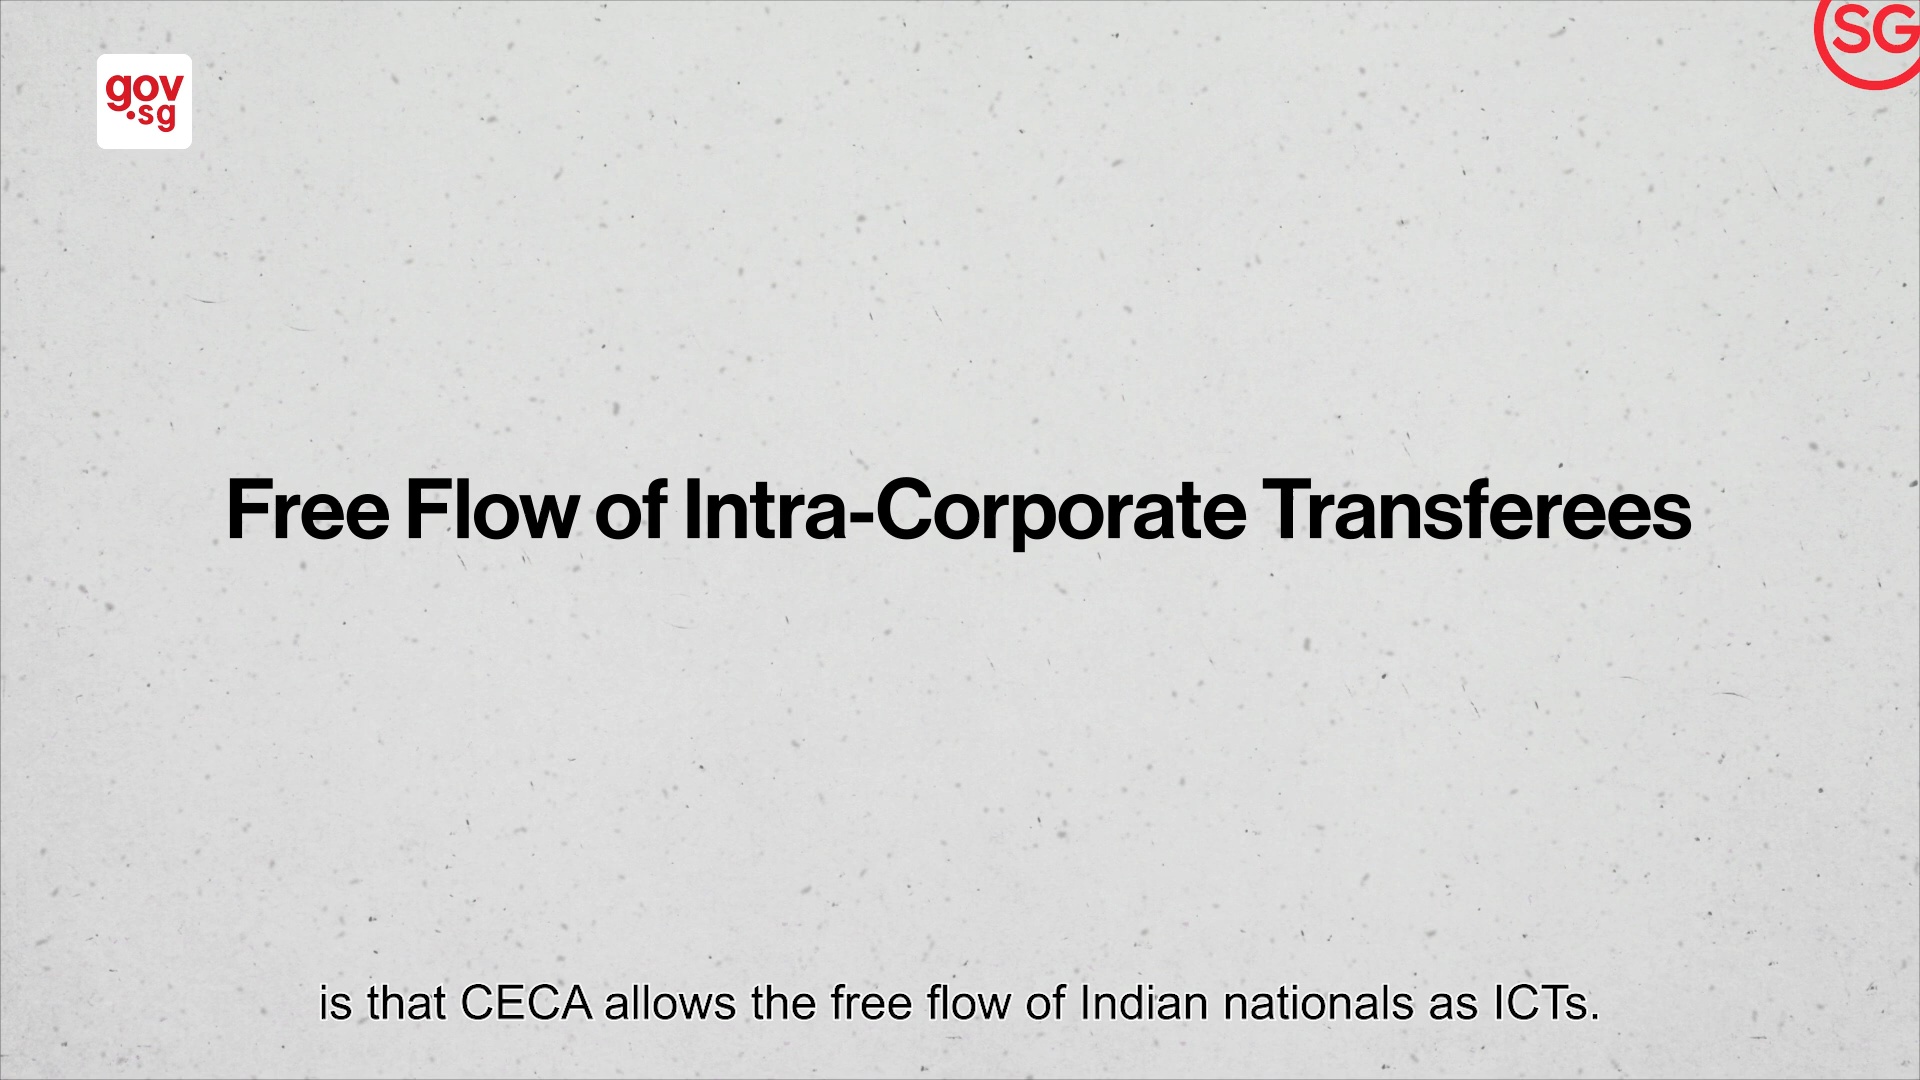 SG
gov
.sg
Free Flow of Intra-Corporate Transferees
is that CECA allows the free flow of Indian nationals as ICTs.